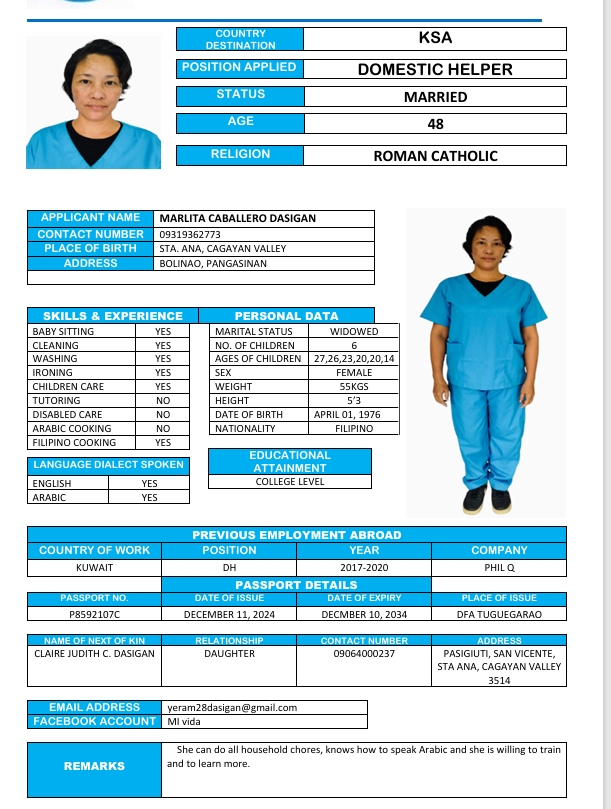 COUNTRY DESTINATION KSA
POSITION APPLIED DOMESTIC HELPER
STATUS MARRIED
AGE 48
RELIGION ROMAN CATHOLIC
APPLICANT NAME MARLITA CABALLERO DASIGAN
CONTACT NUMBER 09319362773
PLACE OF BIRTH STA. ANA, CAGAYAN VALLEY
ADDRESS BOLINAO, PANGASINAN
SKILLS & EXPERIENCE
BABY SITTING YES
CLEANING YES
WASHING YES
IRONING YES
CHILDREN CARE YES
TUTORING NO
DISABLED CARE NO
ARABIC COOKING NO
FILIPINO COOKING YES
LANGUAGE DIALECT SPOKEN
ENGLISH YES
ARABIC YES
PERSONAL DATA
MARITAL STATUS WIDOWED
NO. OF CHILDREN 6
AGES OF CHILDREN 27,26,23,20,20,14
SEX FEMALE
WEIGHT 55KGS
HEIGHT 5'3
DATE OF BIRTH APRIL 01, 1976
NATIONALITY FILIPINO
EDUCATIONAL
ATTAINMENT
COLLEGE LEVEL
PREVIOUS EMPLOYMENT ABROAD
COUNTRY OF WORK POSITION YEAR COMPANY
KUWAIT DH 2017-2020 PHIL Q
PASSPORT DETAILS
PASSPORT NO. DATE OF ISSUE DATE OF EXPIRY PLACE OF ISSUE
P8592107C DECEMBER 11, 2024 DECMBER 10, 2034 DFA TUGUEGARAO
NAME OF NEXT OF KIN RELATIONSHIP CONTACT NUMBER ADDRESS
CLAIRE JUDITH C. DASIGAN DAUGHTER 09064000237 PASIGIUTI, SAN VICENTE,
STA ANA, CAGAYAN VALLEY
3514
EMAIL ADDRESS yeram28dasigan@gmail.com
FACEBOOK ACCOUNT MI vida
REMARKS She can do all household chores, knows how to speak Arabic and she is willing to train
and to learn more.